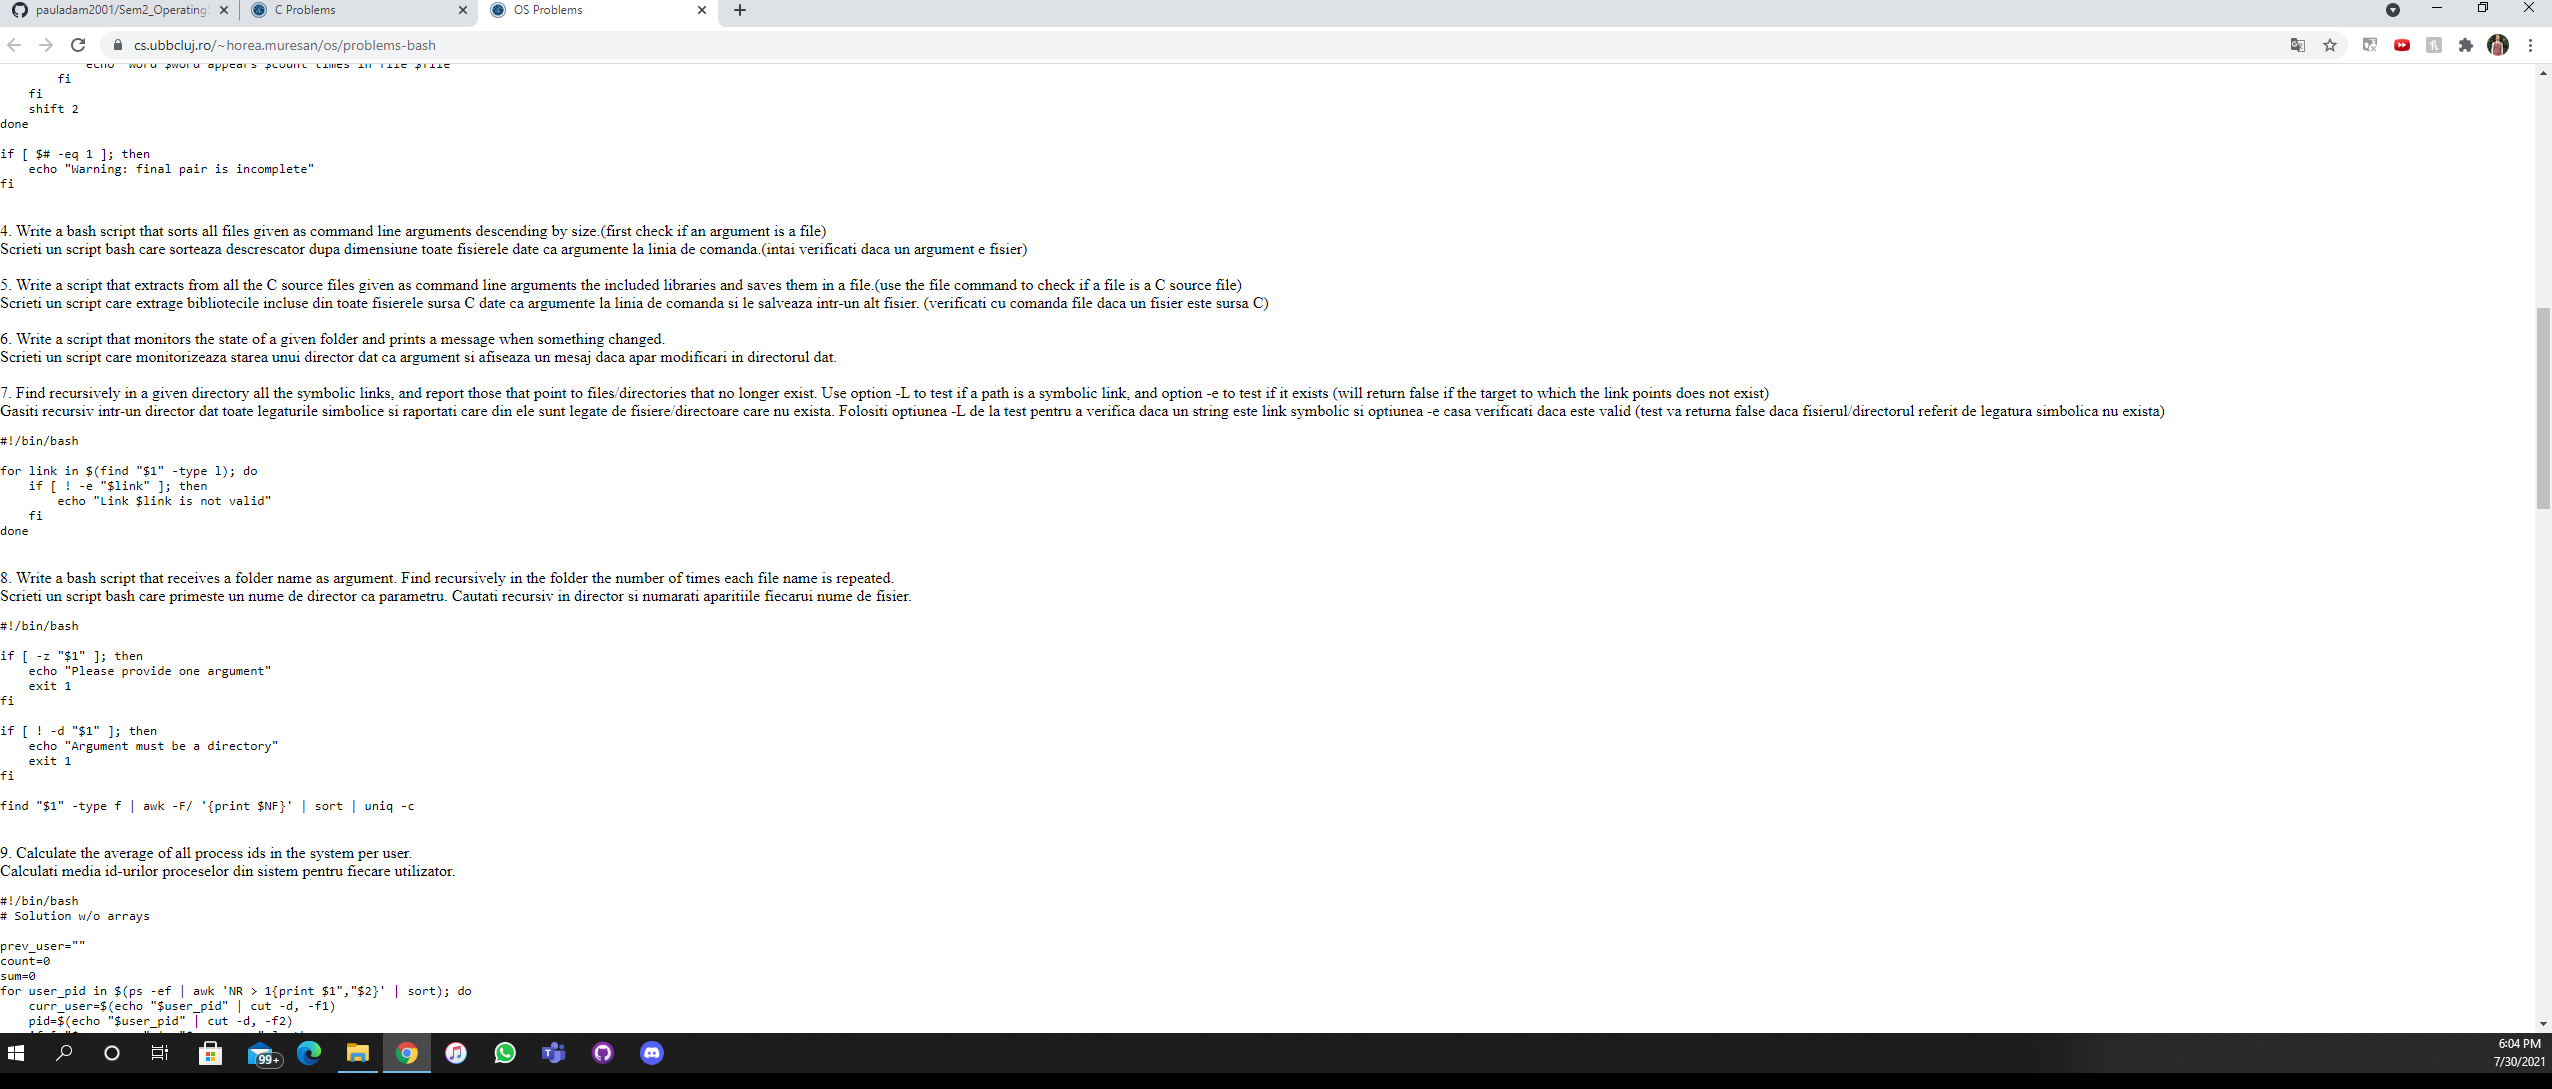 pauladam2001/Sem2_Operating
C Problems
OS Problems
cs.ubbcluj.ro/~horea.muresan/os/problems-bash
echo "Word $word appears $count times in file $file"
fi
fi
shift 2
done
if [ $# -eq 1 ]; then
echo "Warning: final pair is incomplete"
fi
4. Write a bash script that sorts all files given as command line arguments descending by size.(first check if an argument is a file)
Scrieti un script bash care sorteaza descrescator dupa dimensiune toate fisierele date ca argumente la linia de comanda.(intai verificati daca un argument e fisier)
5. Write a script that extracts from all the C source files given as command line arguments the included libraries and saves them in a file.(use the file command to check if a file is a C source file)
Scrieti un script care extrage bibliotecile incluse din toate fisierele sursa C date ca argumente la linia de comanda si le salveaza intr-un alt fisier. (verificati cu comanda file daca un fisier este sursa C)
6. Write a script that monitors the state of a given folder and prints a message when something changed.
Scrieti un script care monitorizeaza starea unui director dat ca argument si afiseaza un mesaj daca apar modificari in directorul dat.
7. Find recursively in a given directory all the symbolic links, and report those that point to files/directories that no longer exist. Use option -L to test if a path is a symbolic link, and option -e to test if it exists (will return false if the target to which the link points does not exist)
Gasiti recursiv intr-un director dat toate legaturile simbolice si raportati care din ele sunt legate de fisiere/directoare care nu exista. Folositi optiunea -L de la test pentru a verifica daca un string este link symbolic si optiunea -e casa verificati daca este valid (test va returna false daca fisierul/directorul referit de legatura simbolica nu exista)
#!/bin/bash
for link in $(find "$1" -type l); do
if [ ! -e "$link" ]; then
echo "Link $link is not valid"
fi
done
8. Write a bash script that receives a folder name as argument. Find recursively in the folder the number of times each file name is repeated.
Scrieti un script bash care primeste un nume de director ca parametru. Cautati recursiv in director si numarati aparitiile fiecarui nume de fisier.
#!/bin/bash
if [ -z "$1" ]; then
echo "Please provide one argument"
exit 1
fi
if [ ! -d "$1" ]; then
echo "Argument must be a directory"
exit 1
fi
find "$1" -type f | awk -F/ '{print $NF}' | sort | uniq -c
9. Calculate the average of all process ids in the system per user.
Calculati media id-urilor proceselor din sistem pentru fiecare utilizator.
#!/bin/bash
# Solution w/o arrays
prev_user=""
count=0
sum=0
for user_pid in $(ps -ef | awk 'NR > 1{print $1","$2}' | sort); do
curr_user=$(echo "$user_pid" | cut -d, -f1)
pid=$(echo "$user_pid" | cut -d, -f2)
99+
6:04 PM
7/30/2021